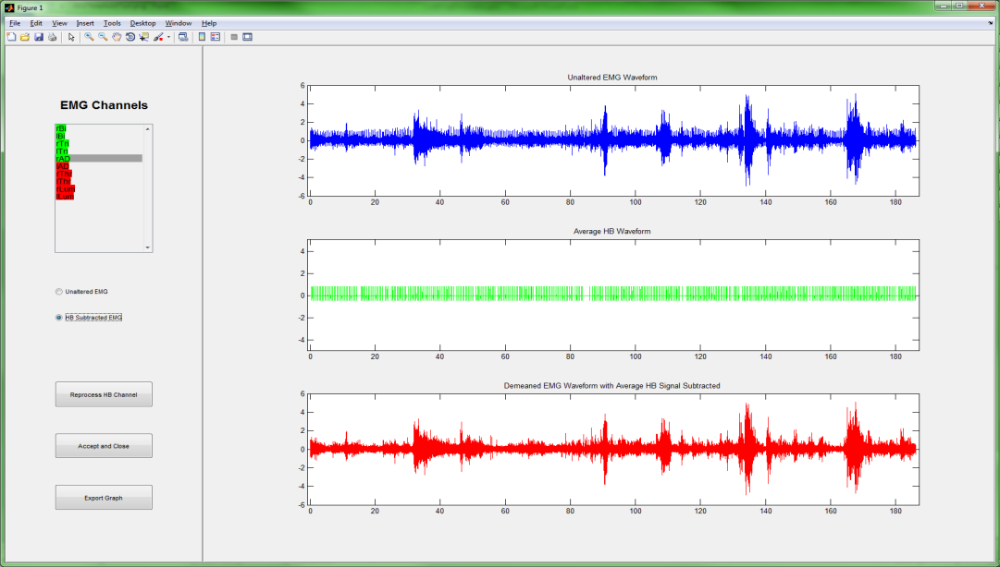 Figure 1
File Edit View Insert Tools Desktop Window Help
EMG Channels
rBi
lBi
rTri
lTri
rAD
lAD
rThr
lThr
rLum
lLum
Unaltered EMG
HB Subtracted EMG
Reprocess HB Channel
Accept and Close
Export Graph
Unaltered EMG Waveform
6
4
2
0
-2
-4
-6
0 20 40 60 80 100 120 140 160 180
Average HB Waveform
4
2
0
-2
-4
0 20 40 60 80 100 120 140 160 180
Demeaned EMG Waveform with Average HB Signal Subtracted
6
4
2
0
-2
-4
-6
0 20 40 60 80 100 120 140 160 180